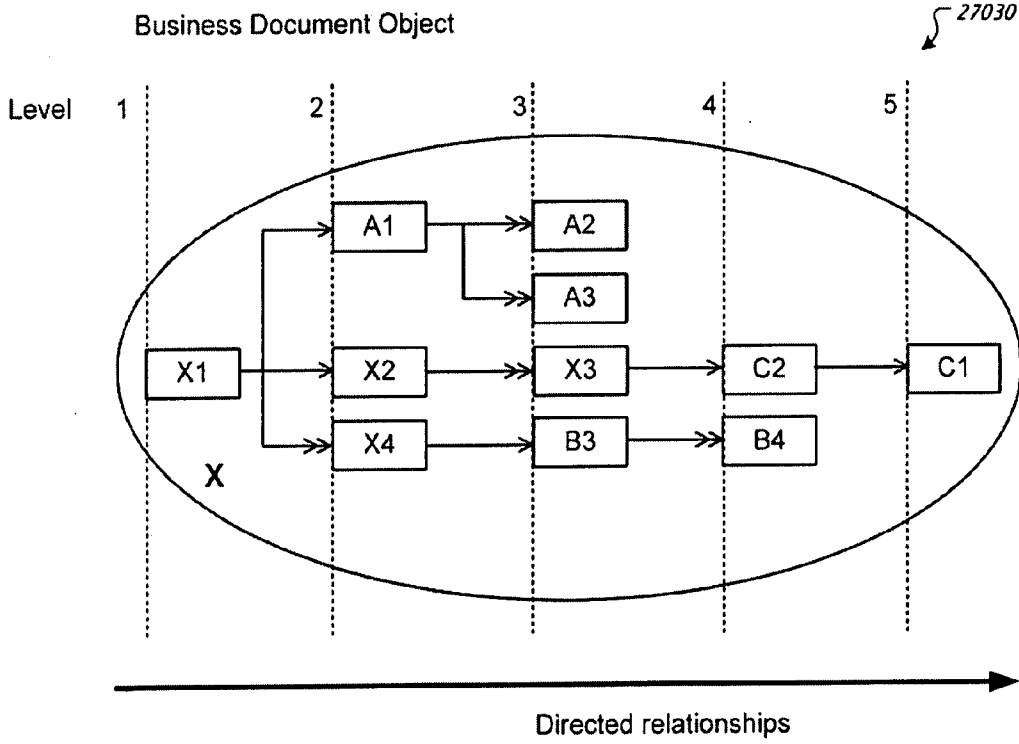 Business Document Object
27030
Level 1 2 3 4 5
A1 A2
A3
X1 X2 X3 C2 C1
X4 B3 B4
X
Directed relationships